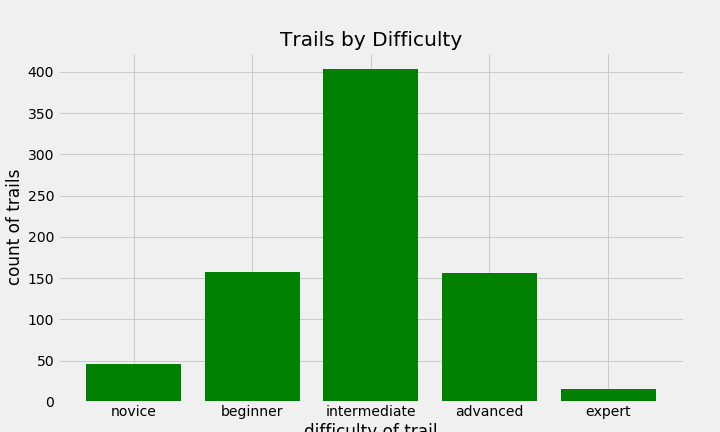 Trails by Difficulty
400
350
300
250
200
150
100
50
0
count of trails
novice beginner intermediate advanced expert
difficulty of trail